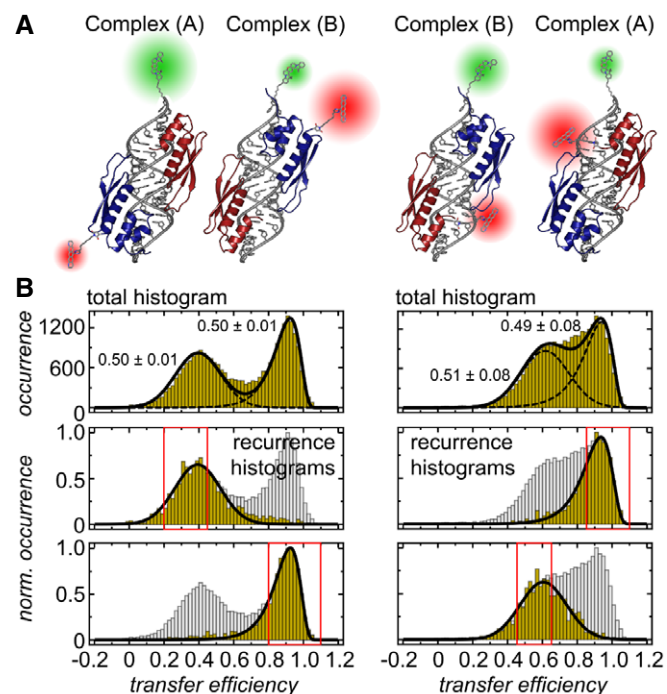 A
Complex (A) Complex (B) Complex (B) Complex (A)
B
total histogram
occurrence
1200
600
0
0.50 ± 0.01
0.50 ± 0.01
total histogram
0.49 ± 0.08
0.51 ± 0.08
norm. occurrence
1.0
0.5
0
recurrence
histograms
recurrence
histograms
1.0
0.5
0
-0.2 0 0.2 0.4 0.6 0.8 1.0 1.2
transfer efficiency
-0.2 0 0.2 0.4 0.6 0.8 1.0 1.2
transfer efficiency